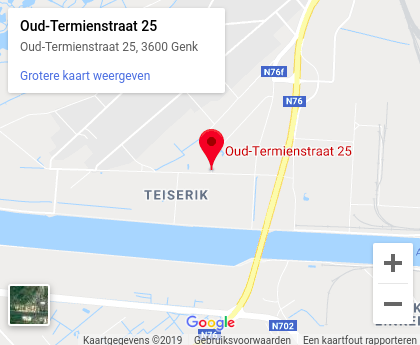 Oud-Termienstraat 25
Oud-Termienstraat 25, 3600 Genk
Grotere kaart weergeven
N76f
N76
Oud-Termienstraat 25
TEISERIK
N76
Google
N702
Kaartgegevens ©2019 Gebruiksvoorwaarden Een kaartfout rapporteren